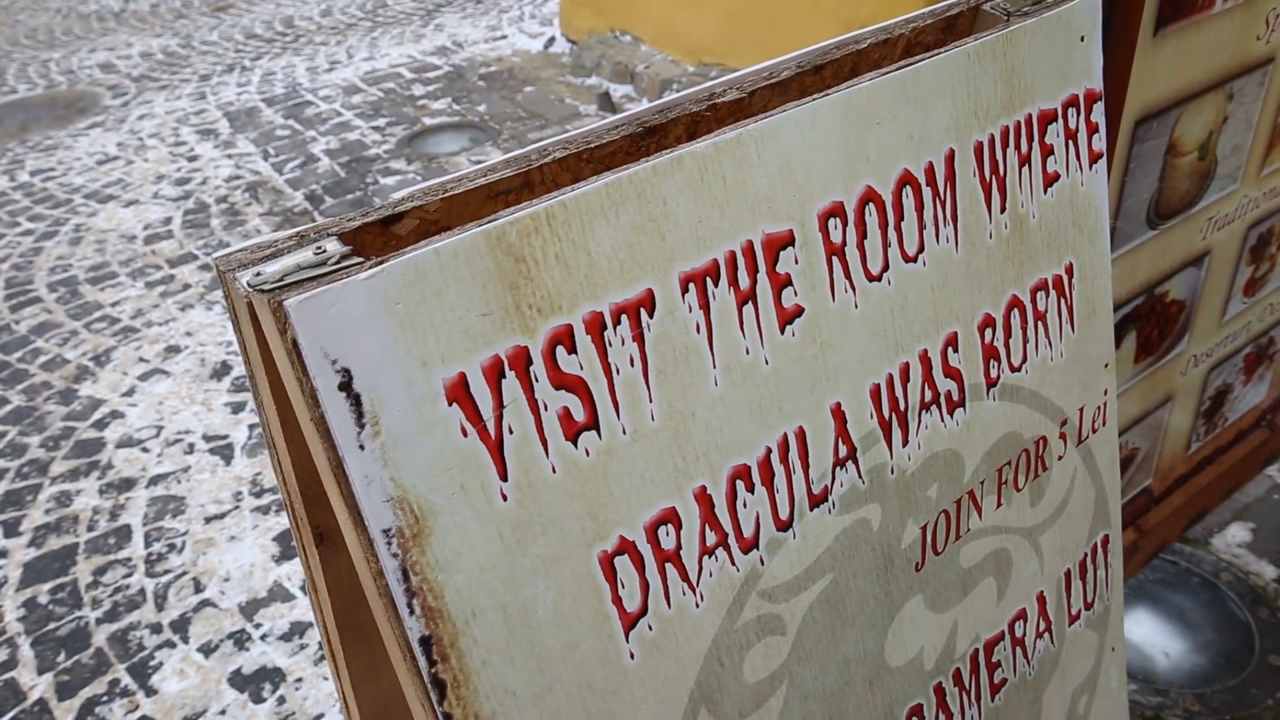 VISIT THE ROOM WHERE
DRACULA WAS BORN
JOIN FOR 5 Lei
CAMERA LUI